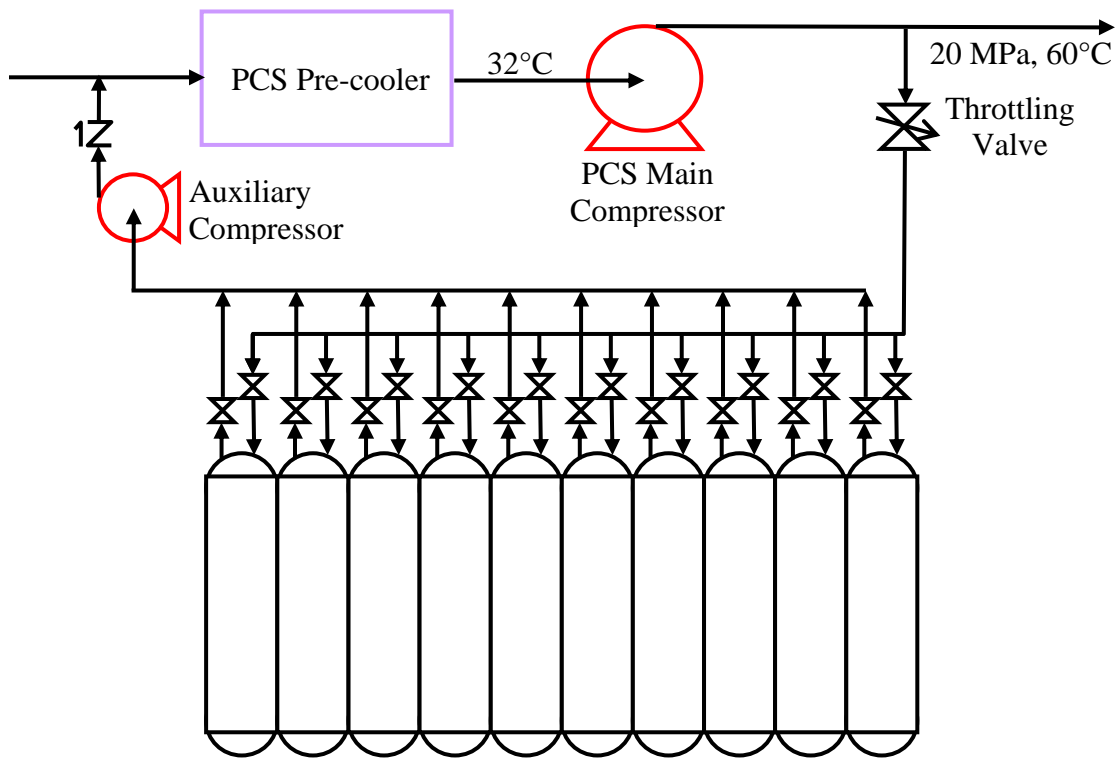 PCS Pre-cooler
32°C
20 MPa, 60°C
Throttling
Valve
PCS Main
Compressor
Auxiliary
Compressor